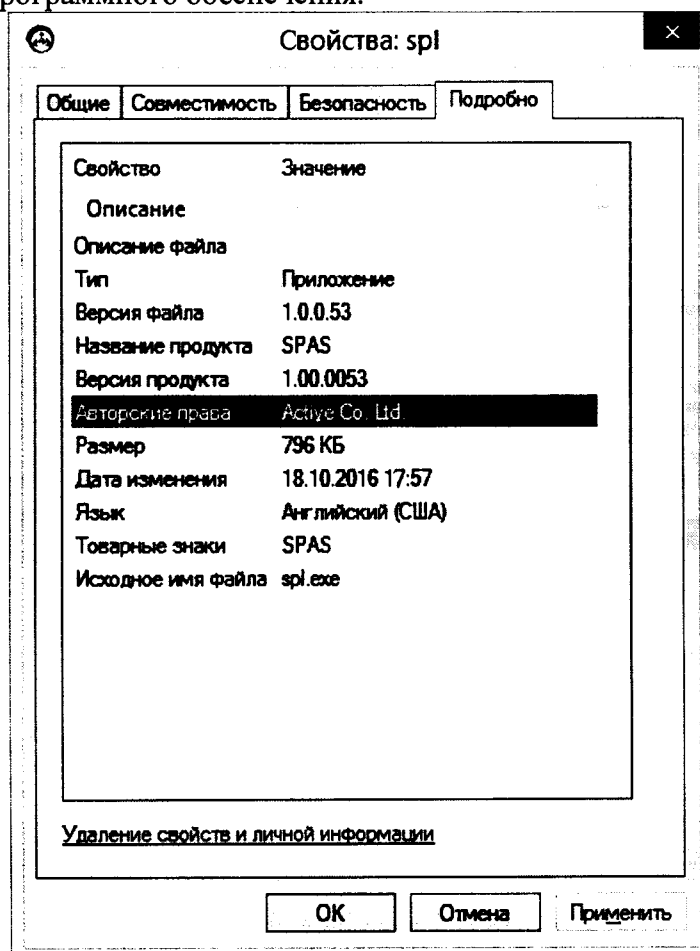 программного обеспечения.
Свойства: spl
Общие Совместимость Безопасность Подробно
Свойство Значение
Описание
Описание файла
Тип Приложение
Версия файла 1.0.0.53
Название продукта SPAS
Версия продукта 1.00.0053
Авторские права Active Co. Ltd.
Размер 796 КБ
Дата изменения 18.10.2016 17:57
Язык Английский (США)
Товарные знаки SPAS
Исходное имя файла spl.exe
Удаление свойств и личной информации
OK Отмена Применить